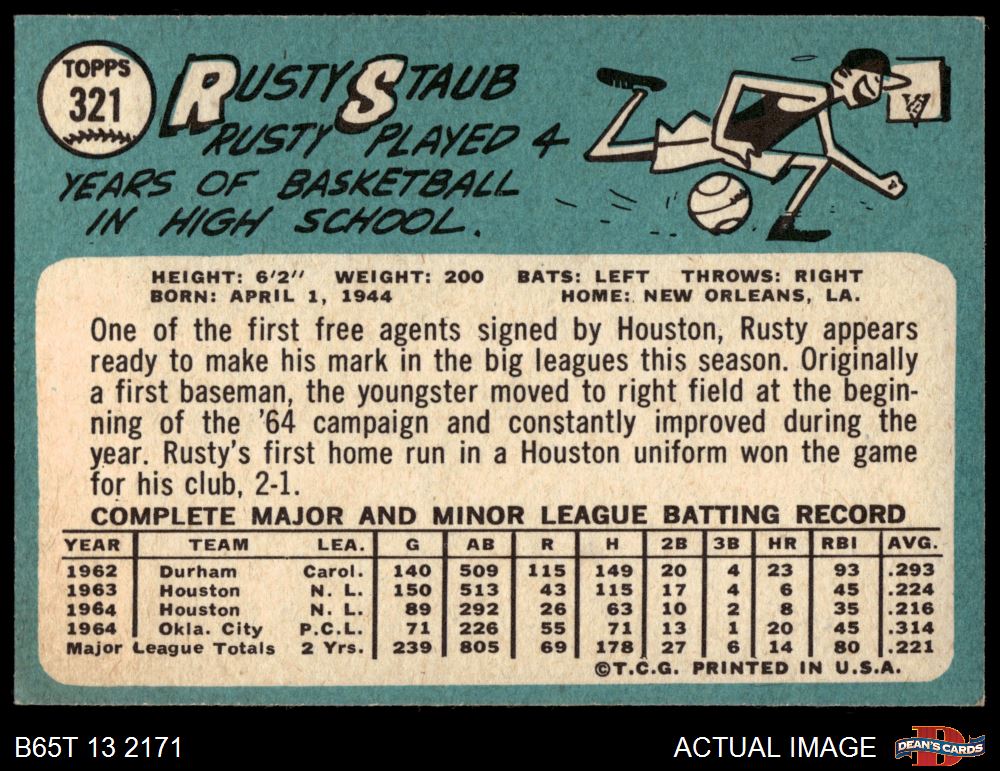 TOPPS
321
RUSTY STAUB
RUSTY PLAYED 4
YEARS OF BASKETBALL
IN HIGH SCHOOL.
HEIGHT: 6'2" WEIGHT: 200 BATS: LEFT THROWS: RIGHT
BORN: APRIL 1, 1944 HOME: NEW ORLEANS, LA.
One of the first free agents signed by Houston, Rusty appears
ready to make his mark in the big leagues this season. Originally
a first baseman, the youngster moved to right field at the begin-
ning of the '64 campaign and constantly improved during the
year. Rusty's first home run in a Houston uniform won the game
for his club, 2-1.
COMPLETE MAJOR AND MINOR LEAGUE BATTING RECORD
YEAR TEAM LEA. G AB R H 2B 3B HR RBI AVG.
1962 Durham Carol. 140 509 115 149 20 4 23 93 .293
1963 Houston N. L. 150 513 43 115 17 4 6 45 .224
1964 Houston N. L. 89 292 26 63 10 2 8 35 .216
1964 Okla. City P.C.L. 71 226 55 71 13 1 20 45 .314
Major League Totals 2 Yrs. 239 805 69 178 27 6 14 80 .221
©T.C.G. PRINTED IN U.S.A.
B65T 13 2171 ACTUAL IMAGE
DEAN'S CARDS